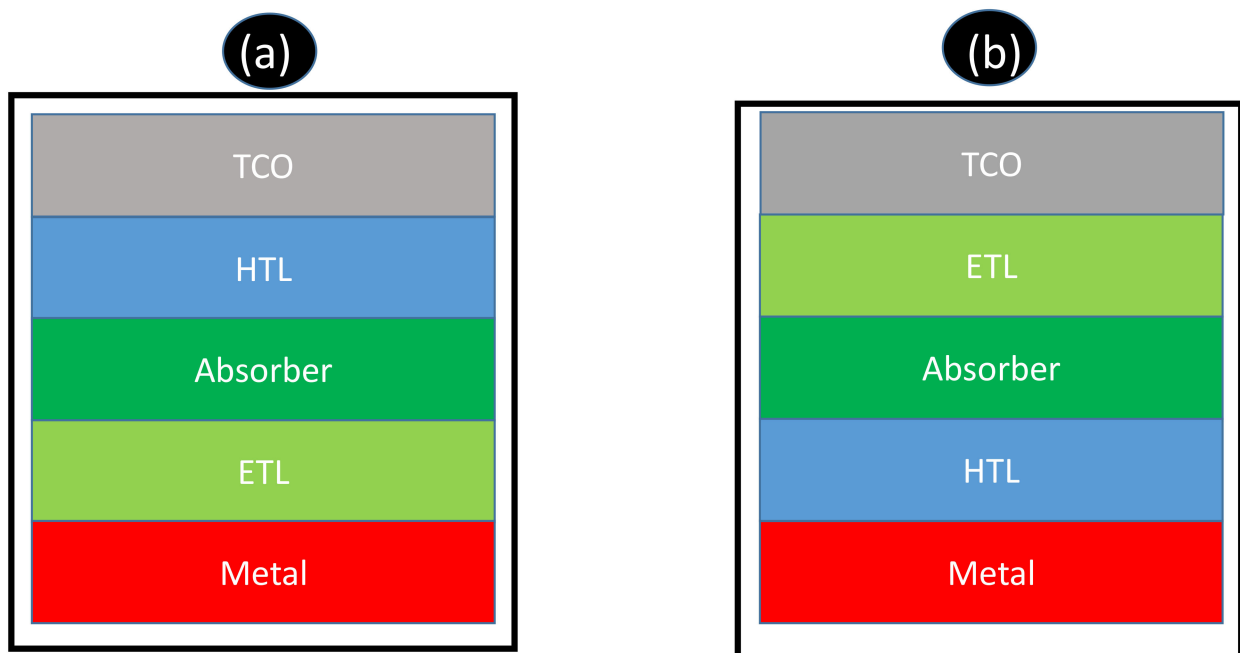 (a)
TCO
HTL
Absorber
ETL
Metal
(b)
TCO
ETL
Absorber
HTL
Metal